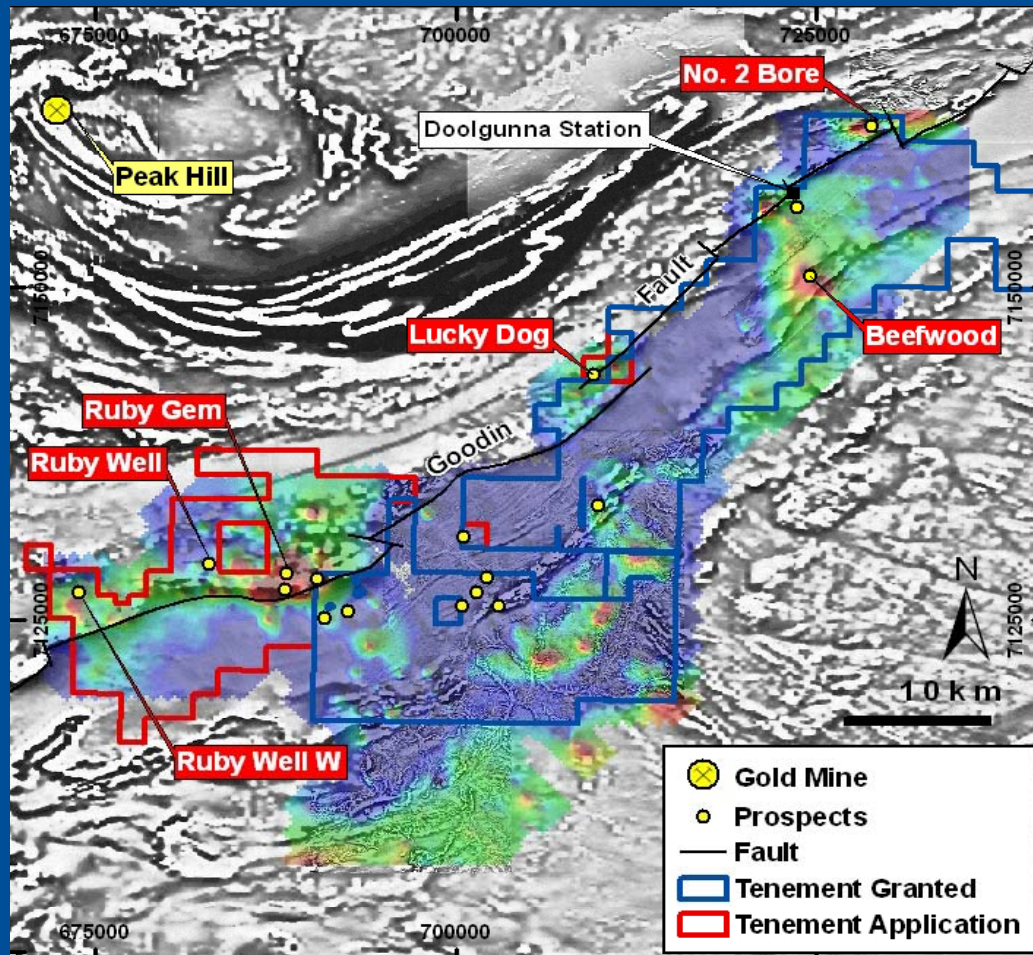 675000
700000
725000
No. 2 Bore
Doolgunna Station
Peak Hill
7150000
7150000
Fault
Lucky Dog
Beefwood
Ruby Gem
Goodin
Ruby Well
N
7125000
7125000
10 km
Ruby Well W
Gold Mine
Prospects
Fault
Tenement Granted
Tenement Application
675000
700000